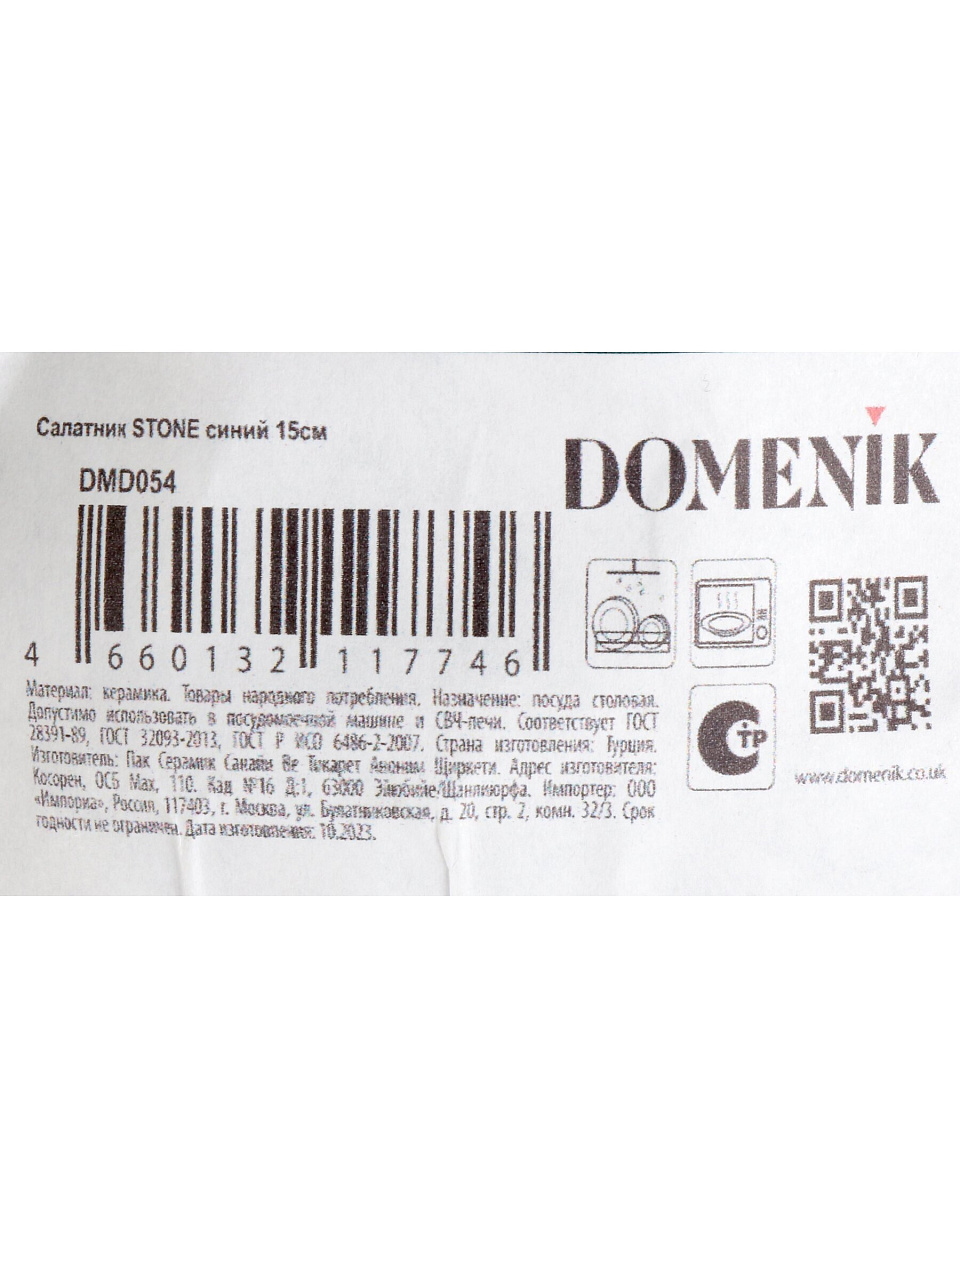 Салатник STONE синий 15см
DOMENIK
DMD054
4 660132 117746
Материал: керамика. Товары народного потребления. Назначение: посуда столовая.
Допустимо использовать в посудомоечной машине и СВЧ-печи. Соответствует ГОСТ
28391-89, ГОСТ 32093-2013, ГОСТ Р ИСО 6486-2-2007. Страна изготовления: Турция.
Изготовитель: Пак Серамик Санайи Ве Тикарет Аноним Щиркети. Адрес изготовителя:
Косорен, ОСБ Мах, 110. Кад №16 Д:1, 63000 Эйюбийе/Шанлиюрфа. Импортер: ООО
«Импориа», Россия, 117403, г. Москва, ул. Булатниковская, д. 20, стр. 2, комн. 32/3. Срок
годности не ограничен. Дата изготовления: 10.2023.
ТР
www.domenik.co.uk